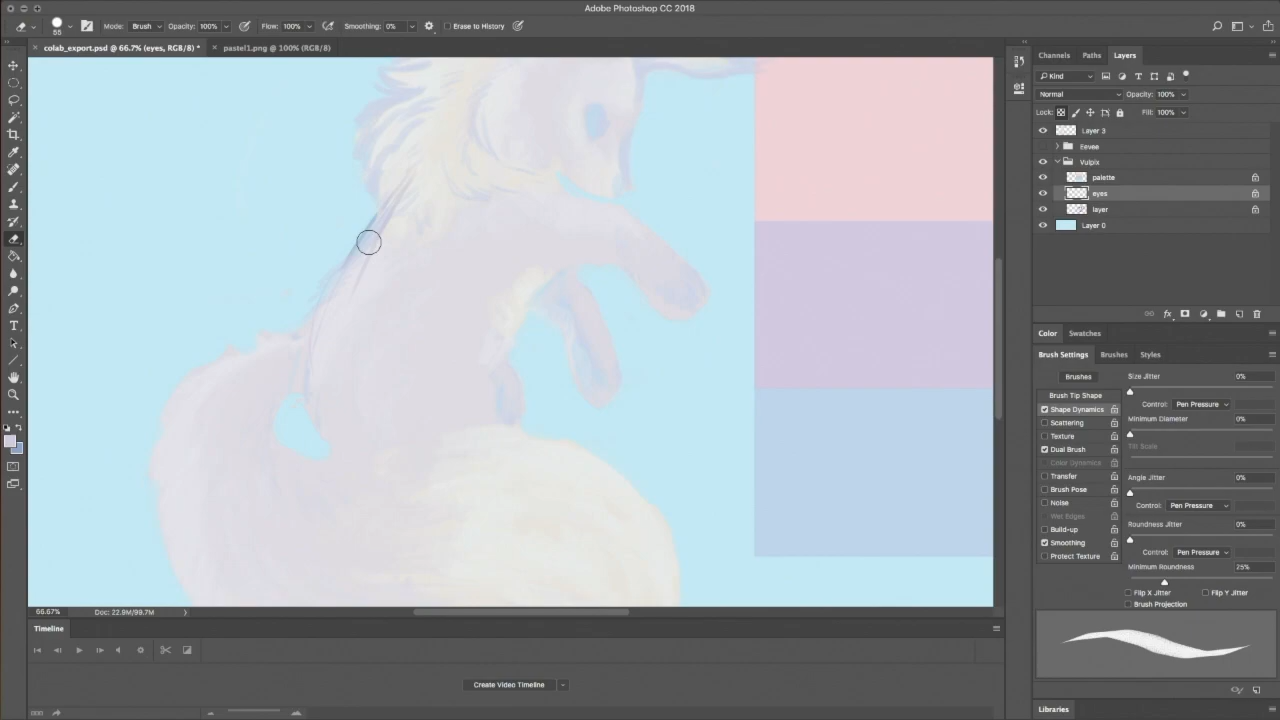 Adobe Photoshop CC 2018
55 Mode: Brush Opacity: 100% Flow: 100% Smoothing: 0% Erase to History
colab_export.psd @ 66.7% (eyes, RGB/8) * pastel1.png @ 100% (RGB/8)
Channels Paths Layers
Kind
Normal Opacity: 100%
Lock: Fill: 100%
Layer 3
Eevee
Vulpix
palette
eyes
layer
Layer 0
Color Swatches
Brush Settings Brushes Styles
Brushes Size Jitter 0%
Brush Tip Shape
Shape Dynamics Control: Pen Pressure
Scattering Minimum Diameter 0%
Texture
Dual Brush Tilt Scale
Color Dynamics
Transfer Angle Jitter 0%
Brush Pose
Noise Control: Pen Pressure
Wet Edges
Build-up Roundness Jitter 0%
Smoothing
Protect Texture Control: Pen Pressure
Minimum Roundness 25%
Flip X Jitter Flip Y Jitter
Brush Projection
66.67% Doc: 22.9M/99.7M
Timeline
Create Video Timeline
Libraries